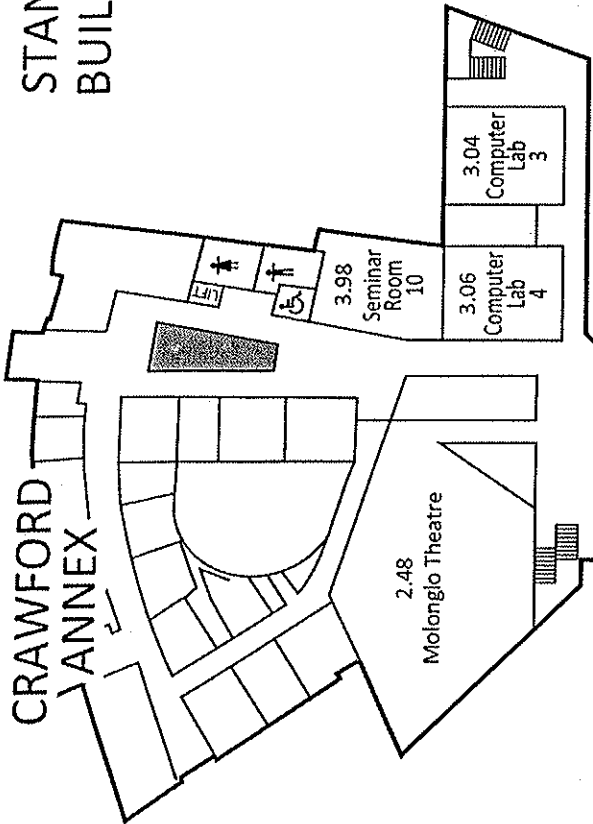 STAN
BUIL
CRAWFORD
ANNEX
LIFT
3.98
Seminar
Room
10
3.04
Computer
Lab
3
3.06
Computer
Lab
4
2.48
Molonglo Theatre